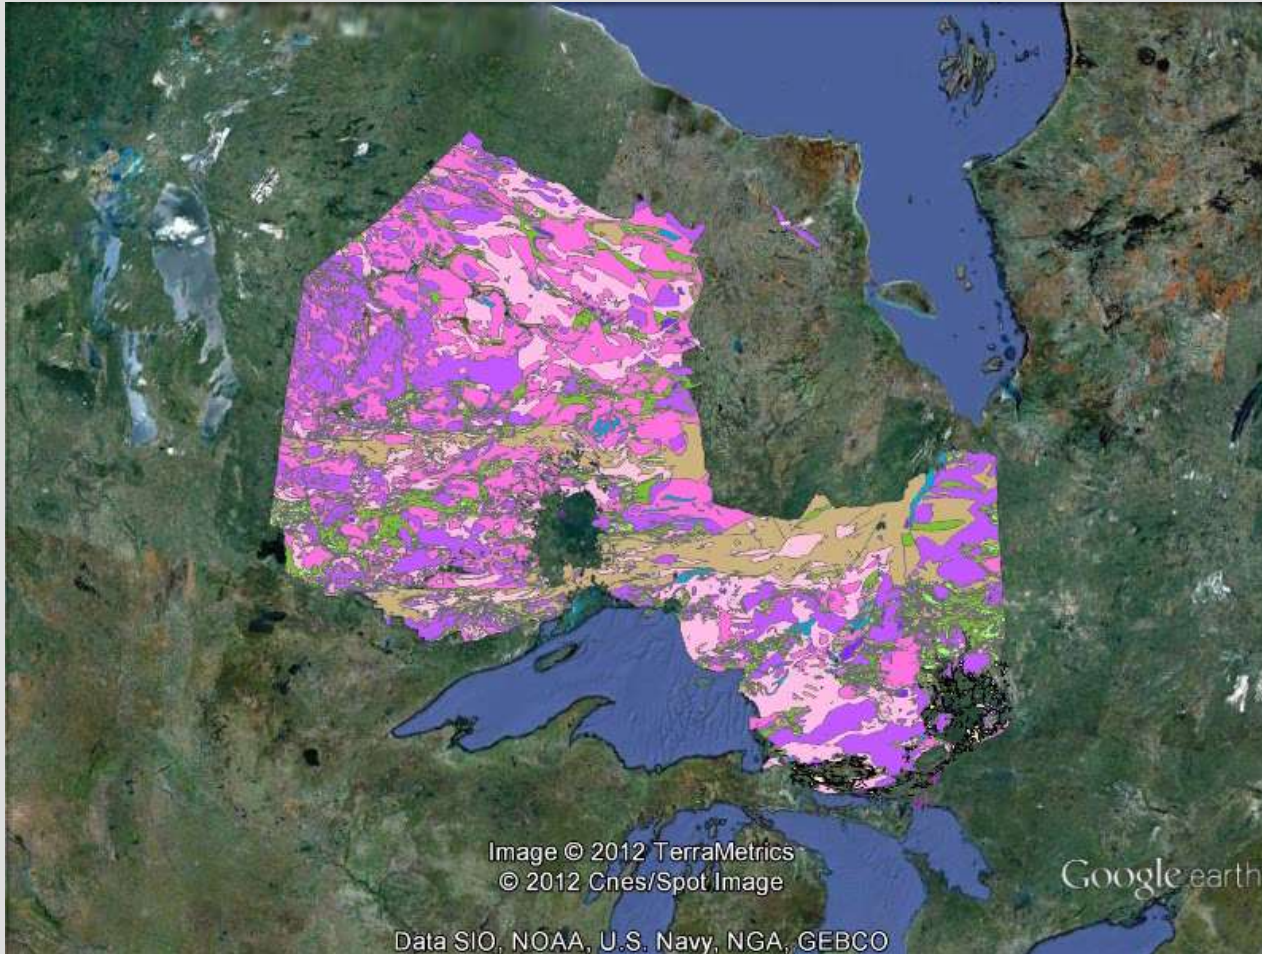 Image © 2012 TerraMetrics
© 2012 Cnes/Spot Image
Google earth
Data SIO, NOAA, U.S. Navy, NGA, GEBCO